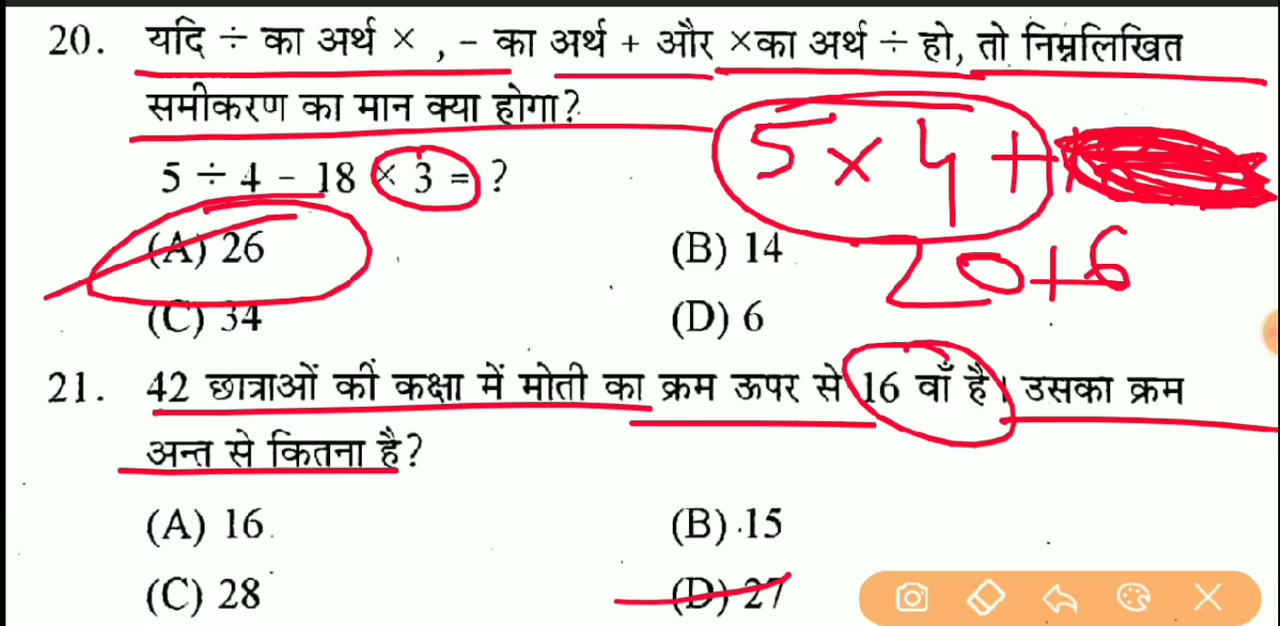 20. यदि ÷ का अर्थ × , − का अर्थ + और ×का अर्थ ÷ हो, तो निम्नलिखित
समीकरण का मान क्या होगा?
5 × 4 +
5 ÷ 4 − 18 × 3 = ?
20+6
(A) 26 (B) 14
(C) 34 (D) 6
21. 42 छात्राओं की कक्षा में मोती का क्रम ऊपर से 16 वाँ है। उसका क्रम
अन्त से कितना है?
(A) 16 (B) 15
(C) 28 (D) 27